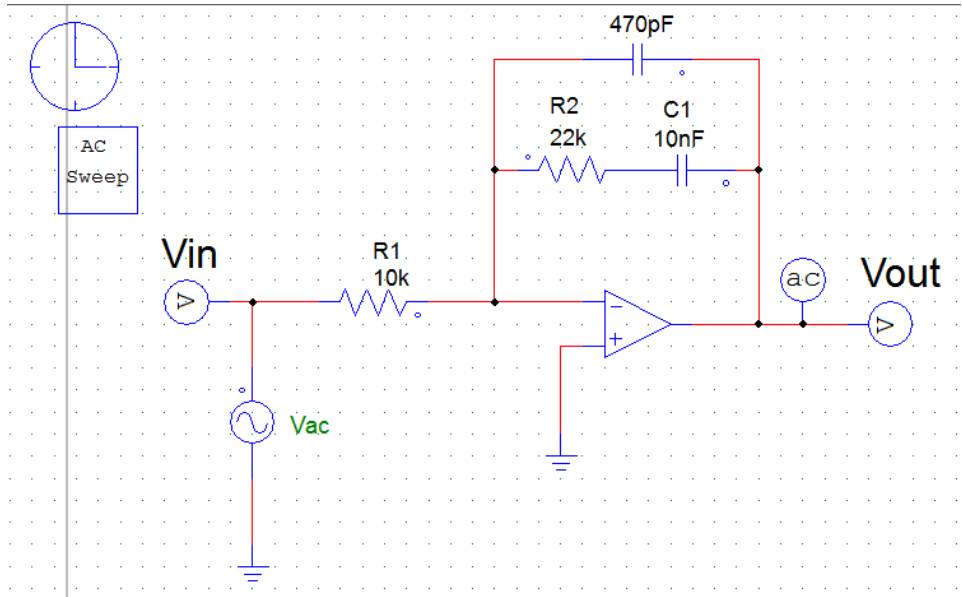 470pF
AC
Sweep
R2
22k
C1
10nF
Vin
R1
10k
V
ac
Vout
V
−
+
Vac